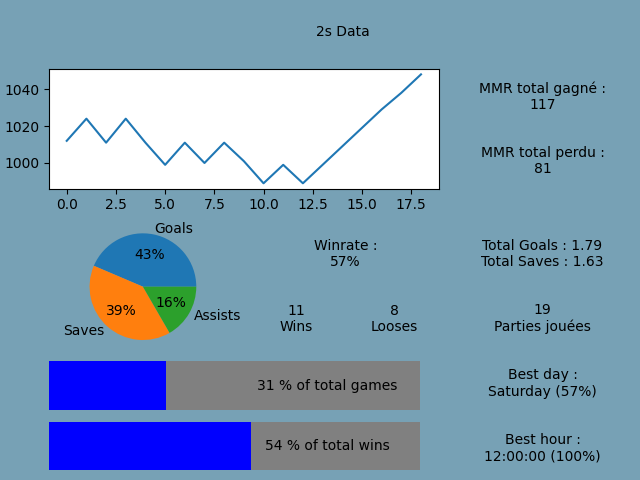 2s Data
1040
1020
1000
0.0 2.5 5.0 7.5 10.0 12.5 15.0 17.5
MMR total gagné :
117
MMR total perdu :
81
Goals
43%
39%
16%
Saves
Assists
Winrate :
57%
11
Wins
8
Looses
Total Goals : 1.79
Total Saves : 1.63
19
Parties jouées
31 % of total games
Best day :
Saturday (57%)
54 % of total wins
Best hour :
12:00:00 (100%)